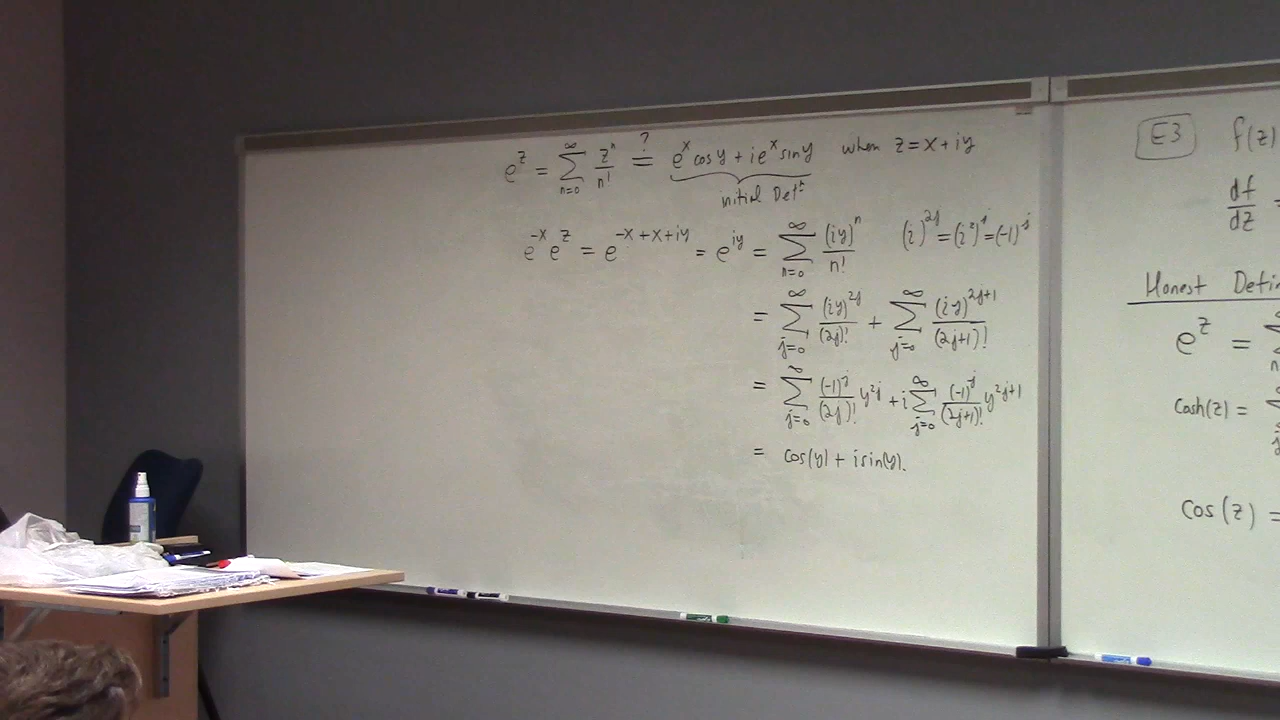 e^z = ∑_{n=0}^∞ z^n/n! ≟ e^x cos y + i e^x sin y when z = x + iy
initial Def^n
e^{-x} e^z = e^{-x+x+iy} = e^{iy} = ∑_{n=0}^∞ (iy)^n/n! (i)^{2j} = (i^2)^j = (-1)^j
= ∑_{j=0}^∞ (iy)^{2j}/(2j)! + ∑_{j=0}^∞ (iy)^{2j+1}/(2j+1)!
= ∑_{j=0}^∞ (-1)^j/(2j)! y^{2j} + i ∑_{j=0}^∞ (-1)^j/(2j+1)! y^{2j+1}
= cos(y) + i sin(y).
E3 f(z)
df/dz =
Honest Defin
e^z = ∑
cosh(z) = ∑
cos(z) =